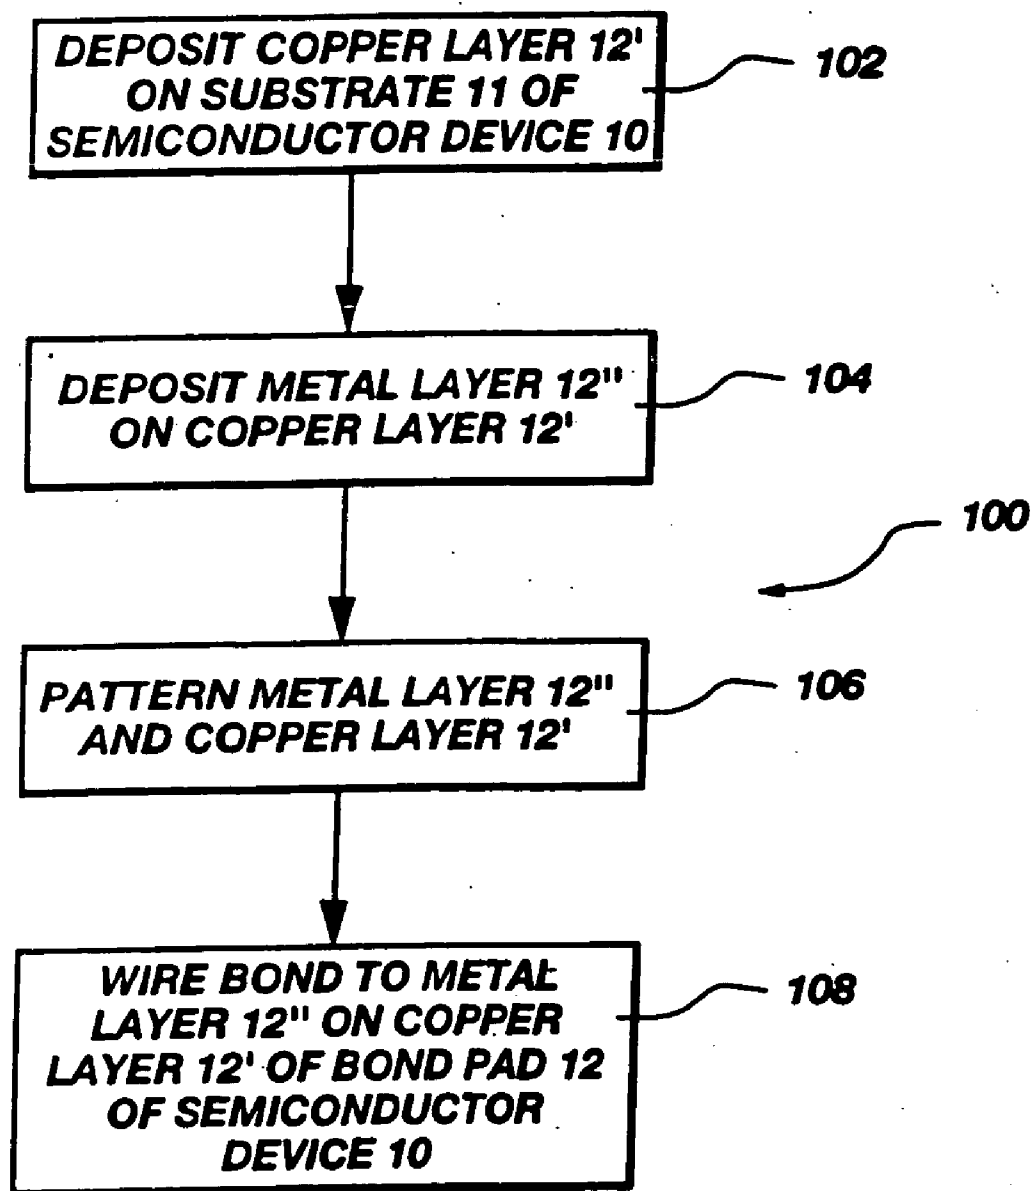 DEPOSIT COPPER LAYER 12'
ON SUBSTRATE 11 OF
SEMICONDUCTOR DEVICE 10
102
DEPOSIT METAL LAYER 12"
ON COPPER LAYER 12'
104
100
PATTERN METAL LAYER 12"
AND COPPER LAYER 12'
106
WIRE BOND TO METAL
LAYER 12" ON COPPER
LAYER 12' OF BOND PAD 12
OF SEMICONDUCTOR
DEVICE 10
108